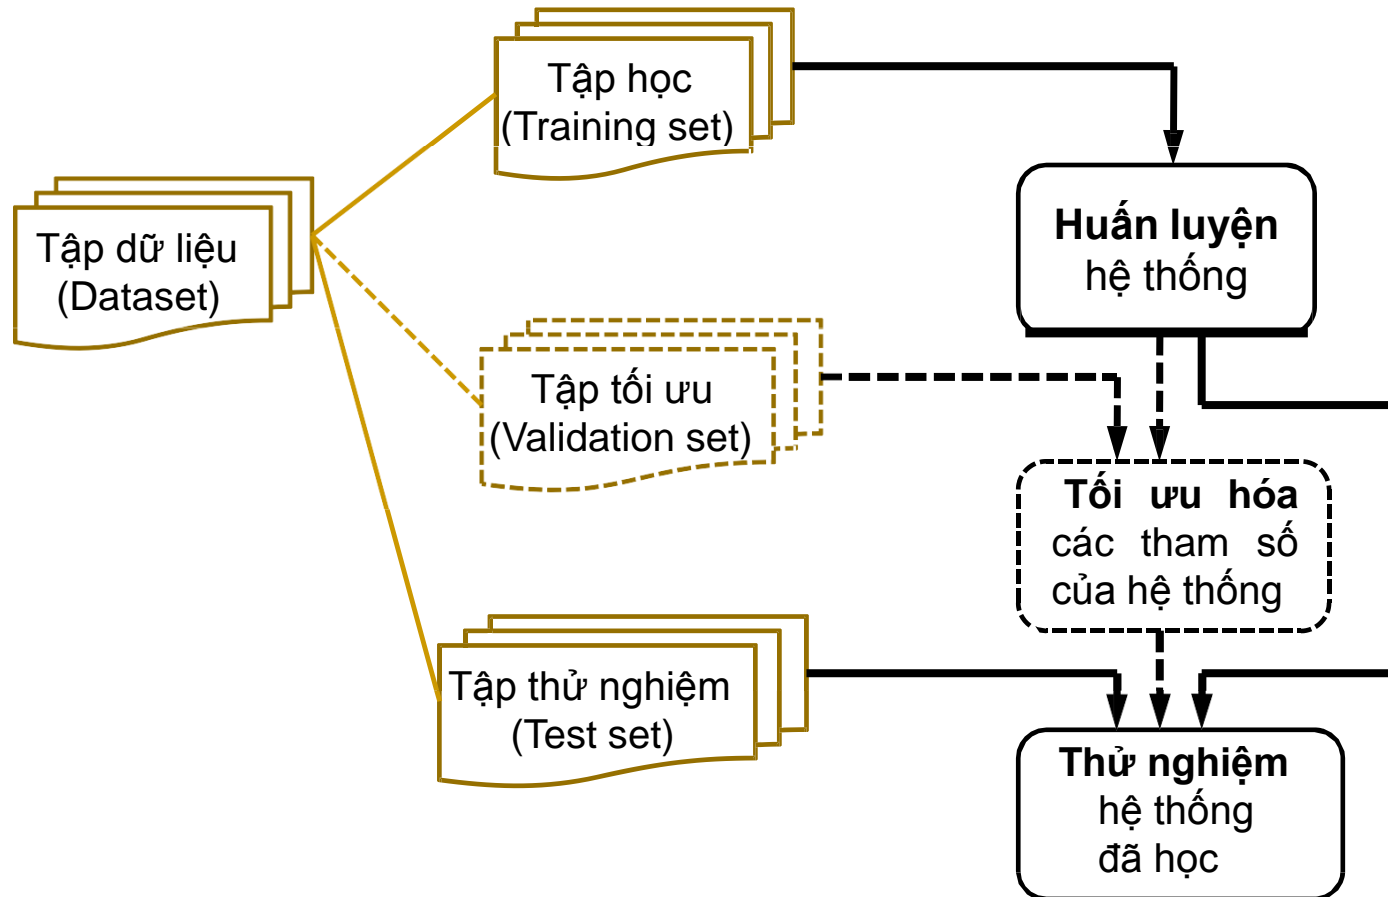 Tập học
(Training set)
Tập dữ liệu
(Dataset)
Huấn luyện
hệ thống
Tập tối ưu
(Validation set)
Tối ưu hóa
các tham số
của hệ thống
Tập thử nghiệm
(Test set)
Thử nghiệm
hệ thống
đã học